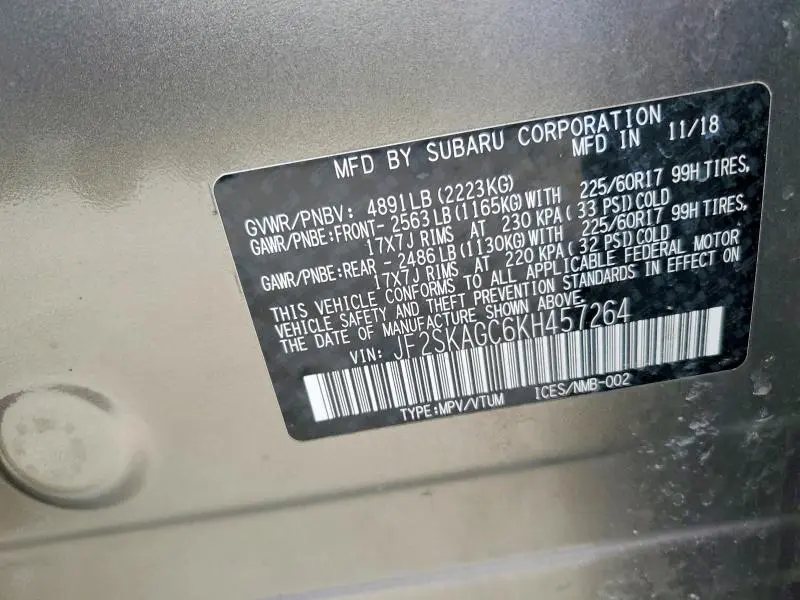 MFD BY SUBARU CORPORATION
MFD IN 11/18
GVWR/PNBV: 4891LB (2223KG)
GAWR/PNBE:FRONT- 2563LB(1165KG)WITH 225/60R17 99H TIRES,
17X7J RIMS AT 230 KPA( 33 PSI)COLD
GAWR/PNBE:REAR - 2486LB(1130KG)WITH 225/60R17 99H TIRES,
17X7J RIMS AT 220 KPA( 32 PSI)COLD
THIS VEHICLE CONFORMS TO ALL APPLICABLE FEDERAL MOTOR
VEHICLE SAFETY AND THEFT PREVENTION STANDARDS IN EFFECT ON
THE DATE OF MANUFACTURE SHOWN ABOVE.
VIN: JF2SKAGC6KH457264
TYPE:MPV/VTUM ICES/NMB-002